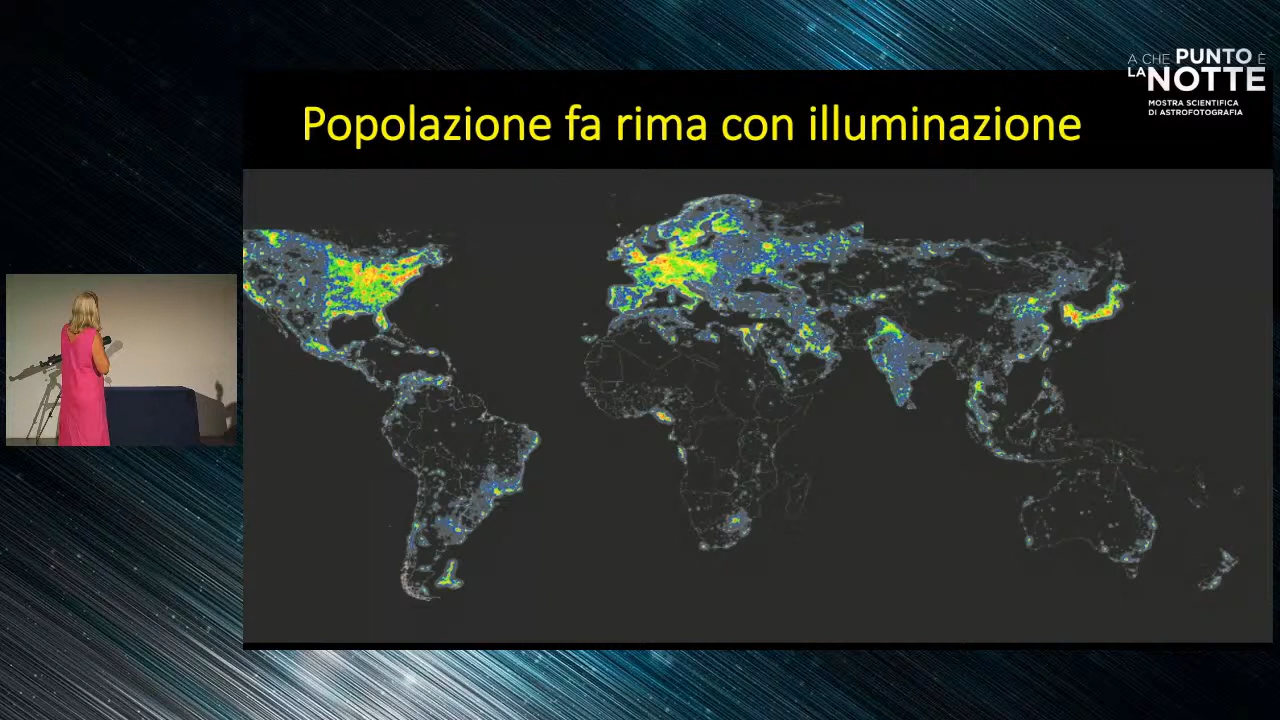 A CHE PUNTO È
LA NOTTE
MOSTRA SCIENTIFICA
DI ASTROFOTOGRAFIA
Popolazione fa rima con illuminazione